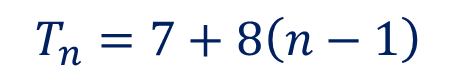 Tₙ = 7 + 8(n − 1)